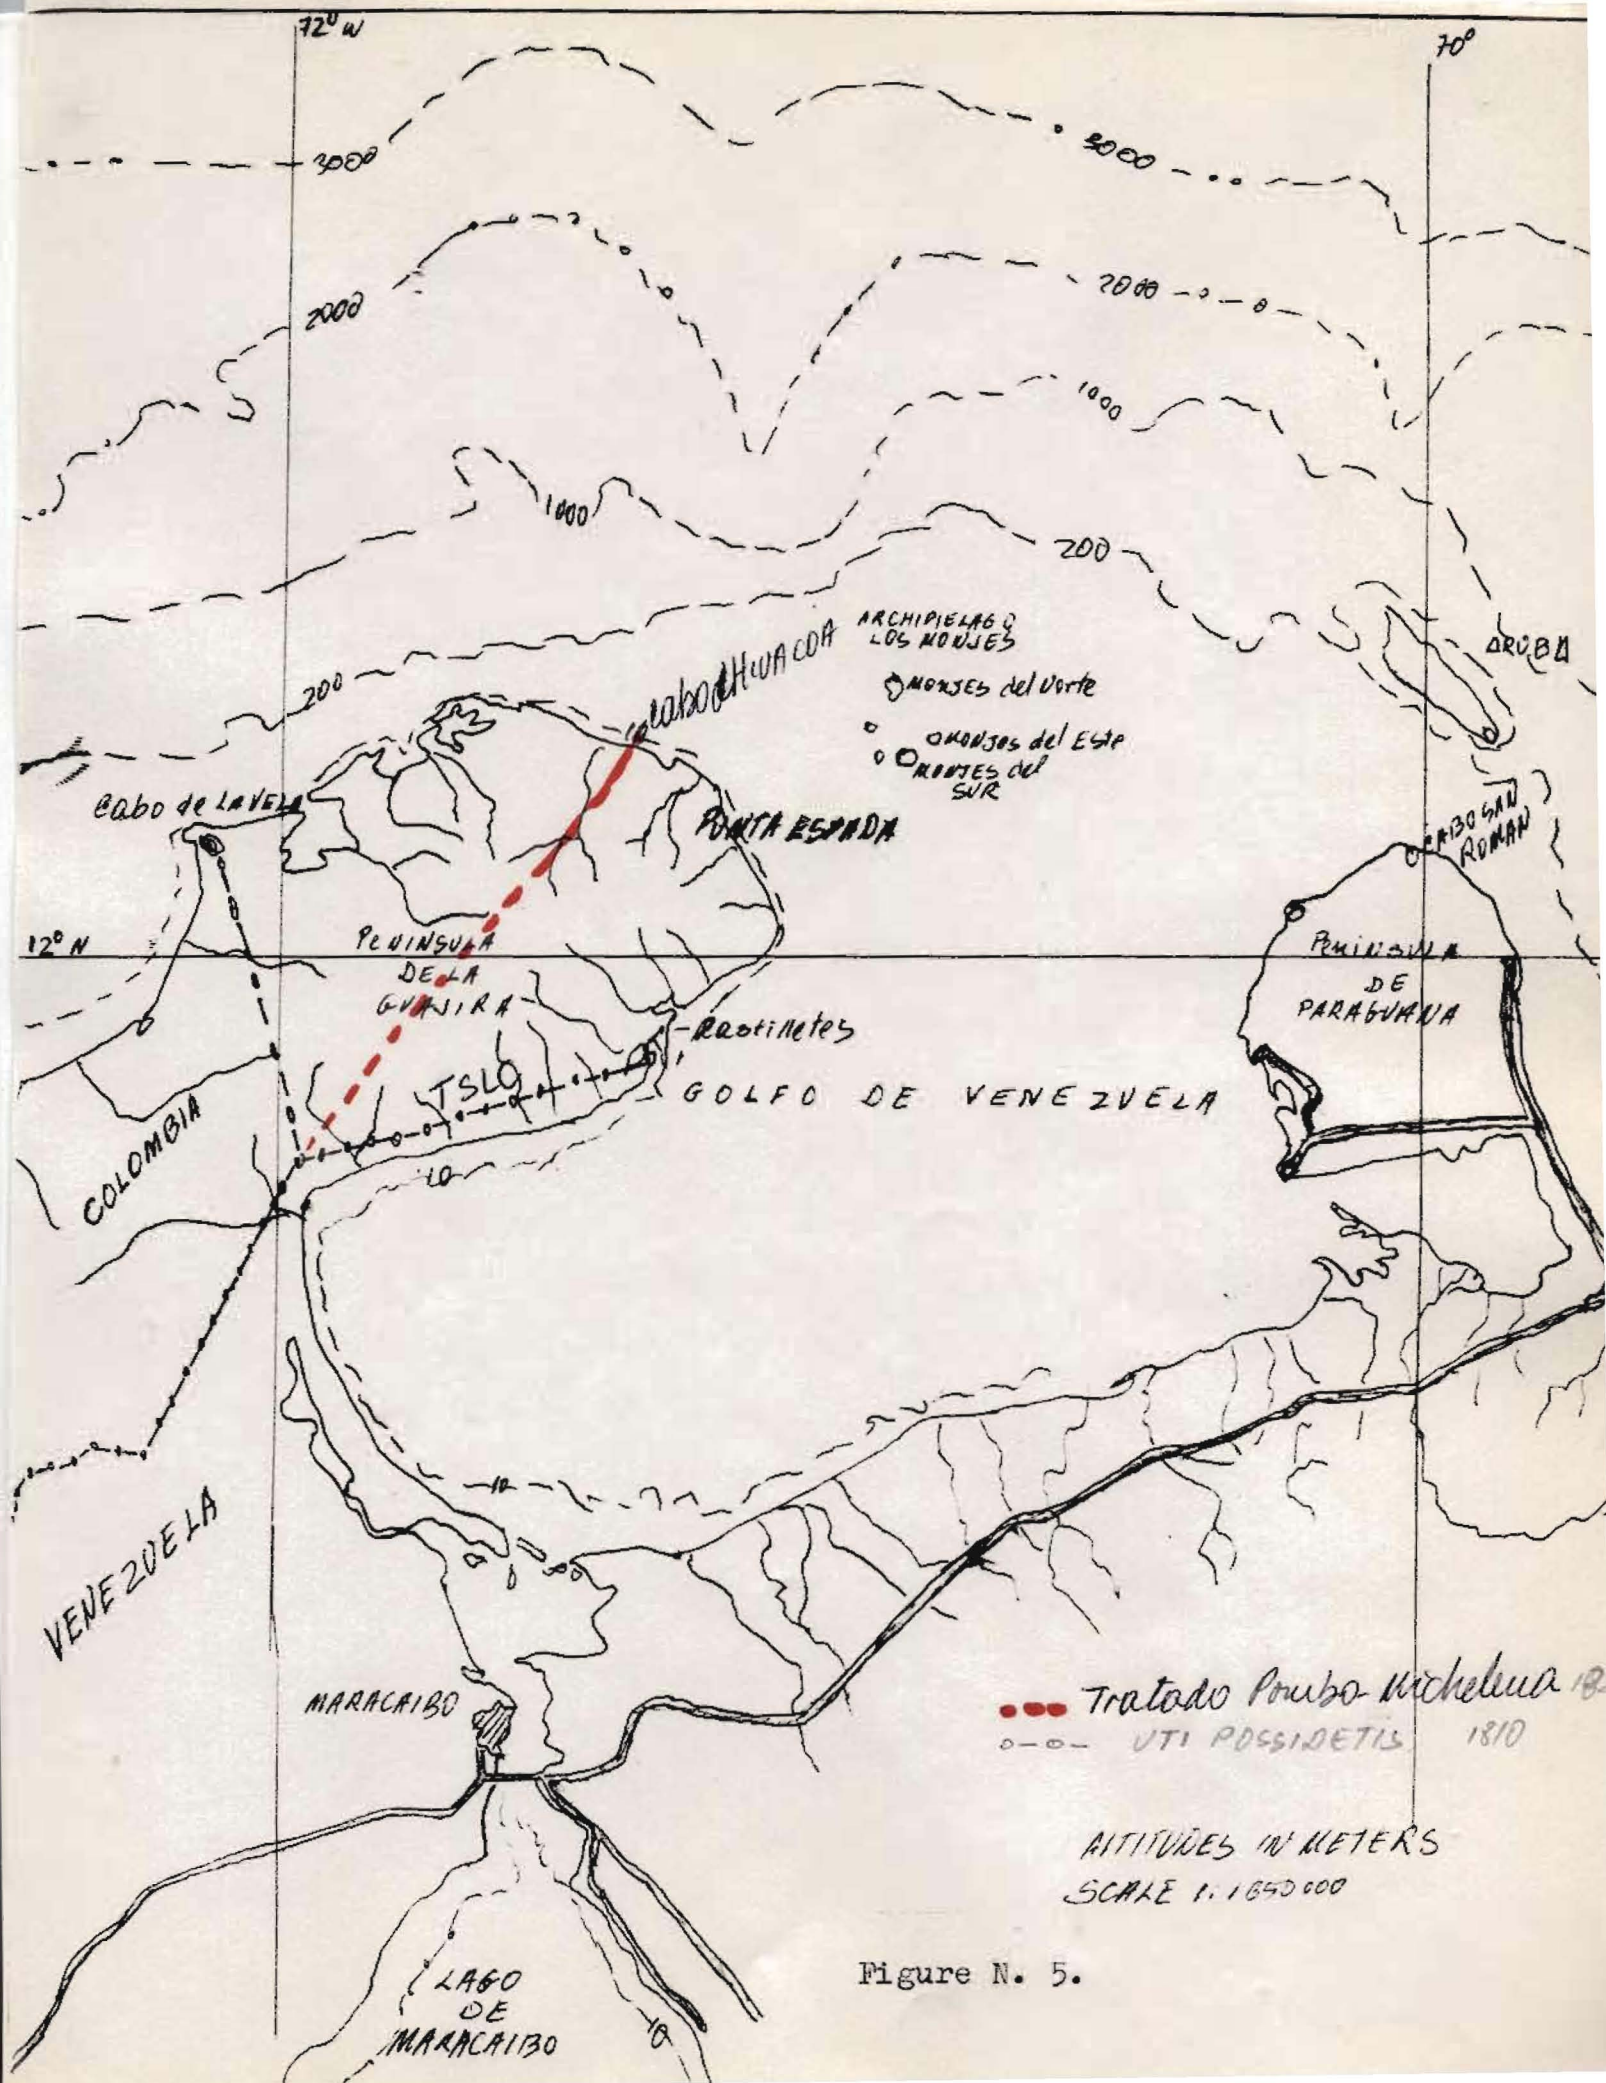 72° W
70°
3000
3000
2000
2000
1000
1000
200
200
ARCHIPIELAGO
LOS MONJES
MONJES del Norte
MONJES del Este
MONJES del
SUR
ARUBA
CABO SAN
ROMAN
Cabo de LA VELA
PUNTA ESPADA
12° N
PENINSULA
DE LA
GUAJIRA
PENINSULA
DE
PARAGUANA
TSLO
GOLFO DE VENEZUELA
COLOMBIA
10
10
VENEZUELA
MARACAIBO
Tratado Pombo-Michelena
UTI POSSIDETIS 1810
ALTITUDES IN METERS
SCALE 1:1650000
Figure N. 5.
LAGO
DE
MARACAIBO
10